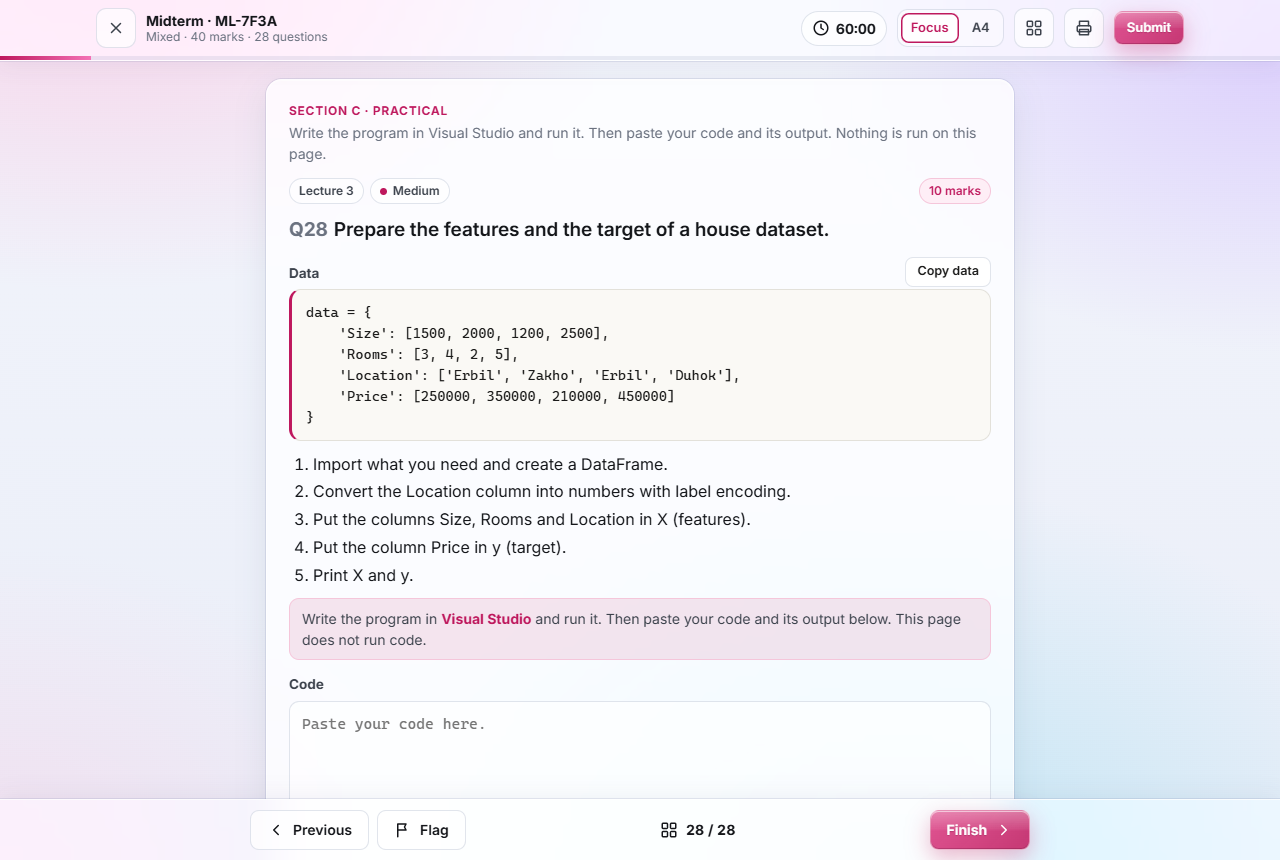 Midterm · ML-7F3A
Mixed · 40 marks · 28 questions
60:00
Focus
A4
Submit
SECTION C · PRACTICAL
Write the program in Visual Studio and run it. Then paste your code and its output. Nothing is run on this
page.
Lecture 3
Medium
10 marks
Q28 Prepare the features and the target of a house dataset.
Data
Copy data
data = {
    'Size': [1500, 2000, 1200, 2500],
    'Rooms': [3, 4, 2, 5],
    'Location': ['Erbil', 'Zakho', 'Erbil', 'Duhok'],
    'Price': [250000, 350000, 210000, 450000]
}
1. Import what you need and create a DataFrame.
2. Convert the Location column into numbers with label encoding.
3. Put the columns Size, Rooms and Location in X (features).
4. Put the column Price in y (target).
5. Print X and y.
Write the program in Visual Studio and run it. Then paste your code and its output below. This page
does not run code.
Code
Paste your code here.
Previous
Flag
28 / 28
Finish